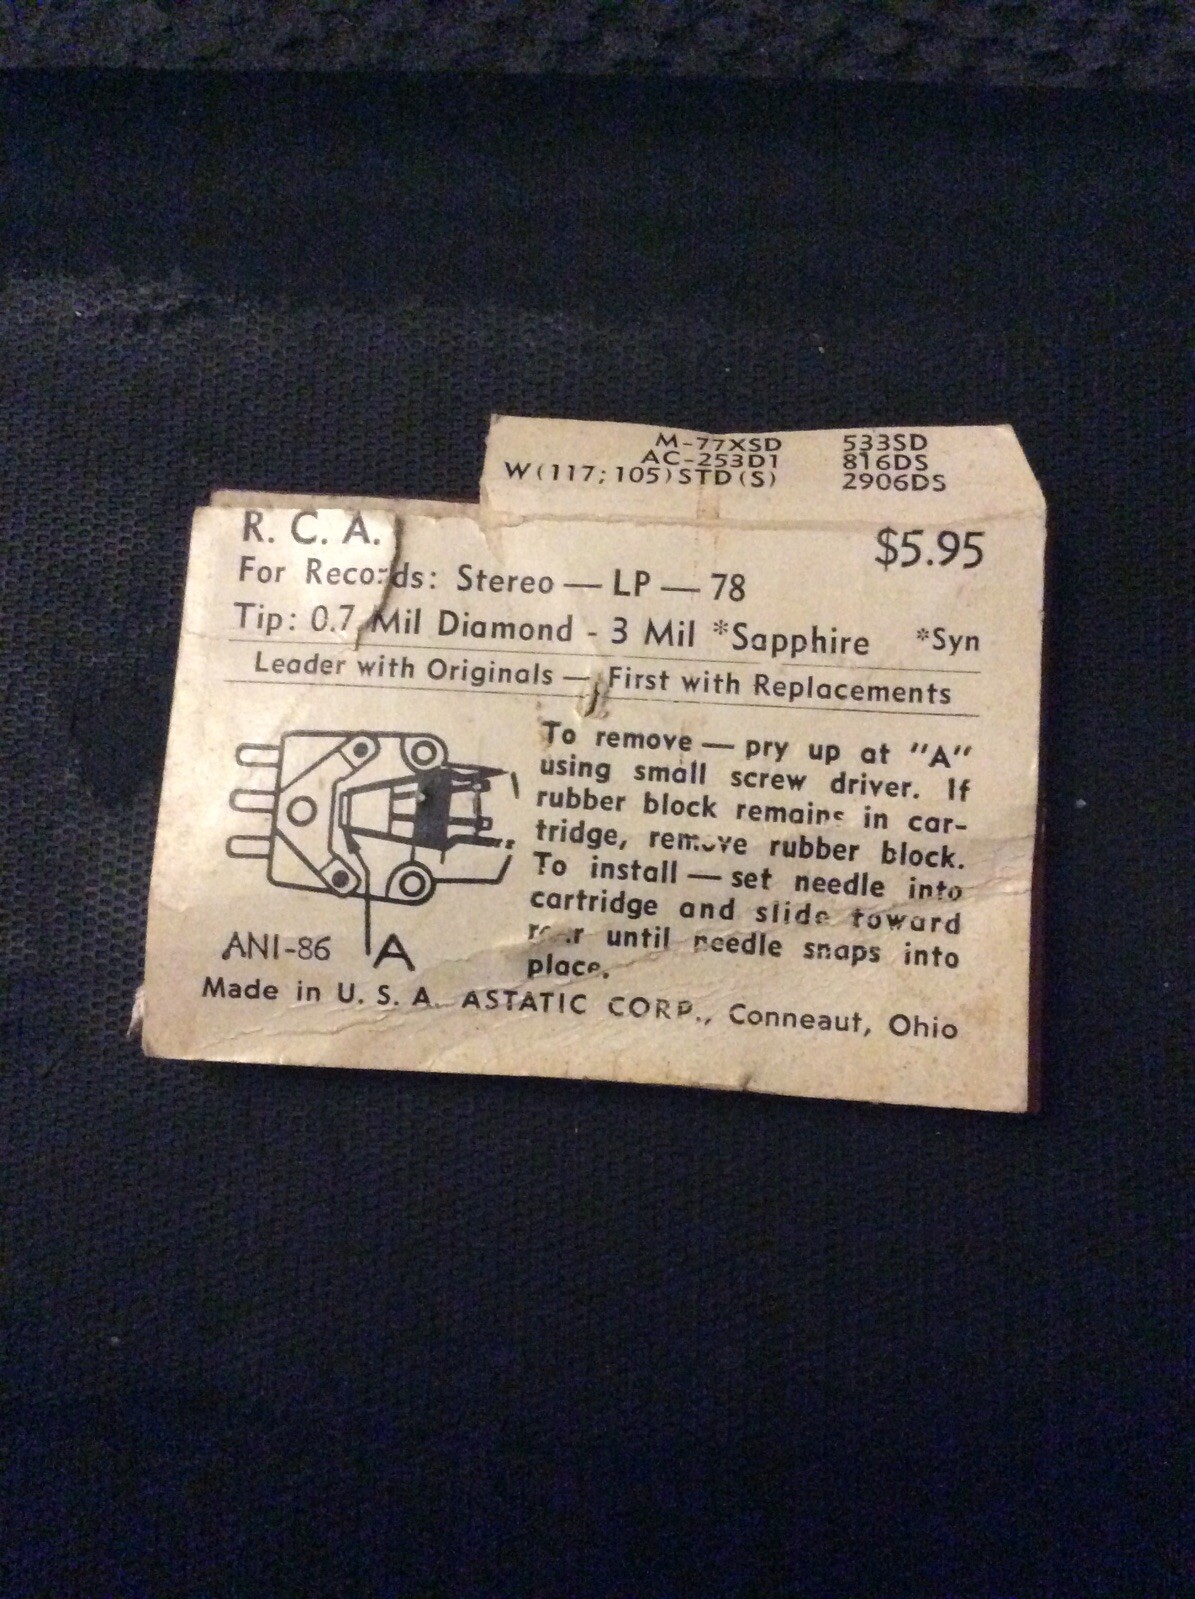 M-77XSD 533SD
AC-253D1 816DS
W(117;105)STD(S) 2906DS
R. C. A. $5.95
For Records: Stereo — LP — 78
Tip: 0.7 Mil Diamond - 3 Mil *Sapphire *Syn
Leader with Originals — First with Replacements
To remove — pry up at "A"
using small screw driver. If
rubber block remains in car-
tridge, remove rubber block.
To install — set needle into
cartridge and slide toward
rear until needle snaps into
place.
ANI-86 A
Made in U. S. A. ASTATIC CORP., Conneaut, Ohio